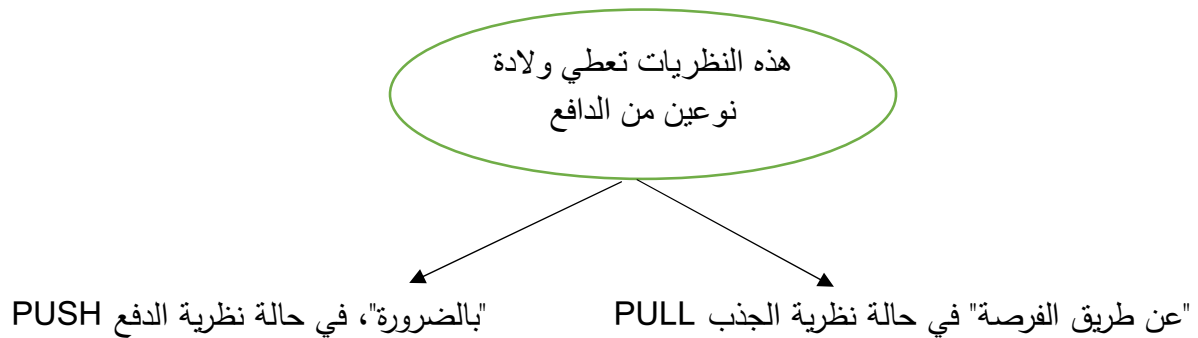 هذه النظريات تعطي ولادة
نوعين من الدافع
"عن طريق الفرصة" في حالة نظرية الجذب PULL
"بالضرورة"، في حالة نظرية الدفع PUSH